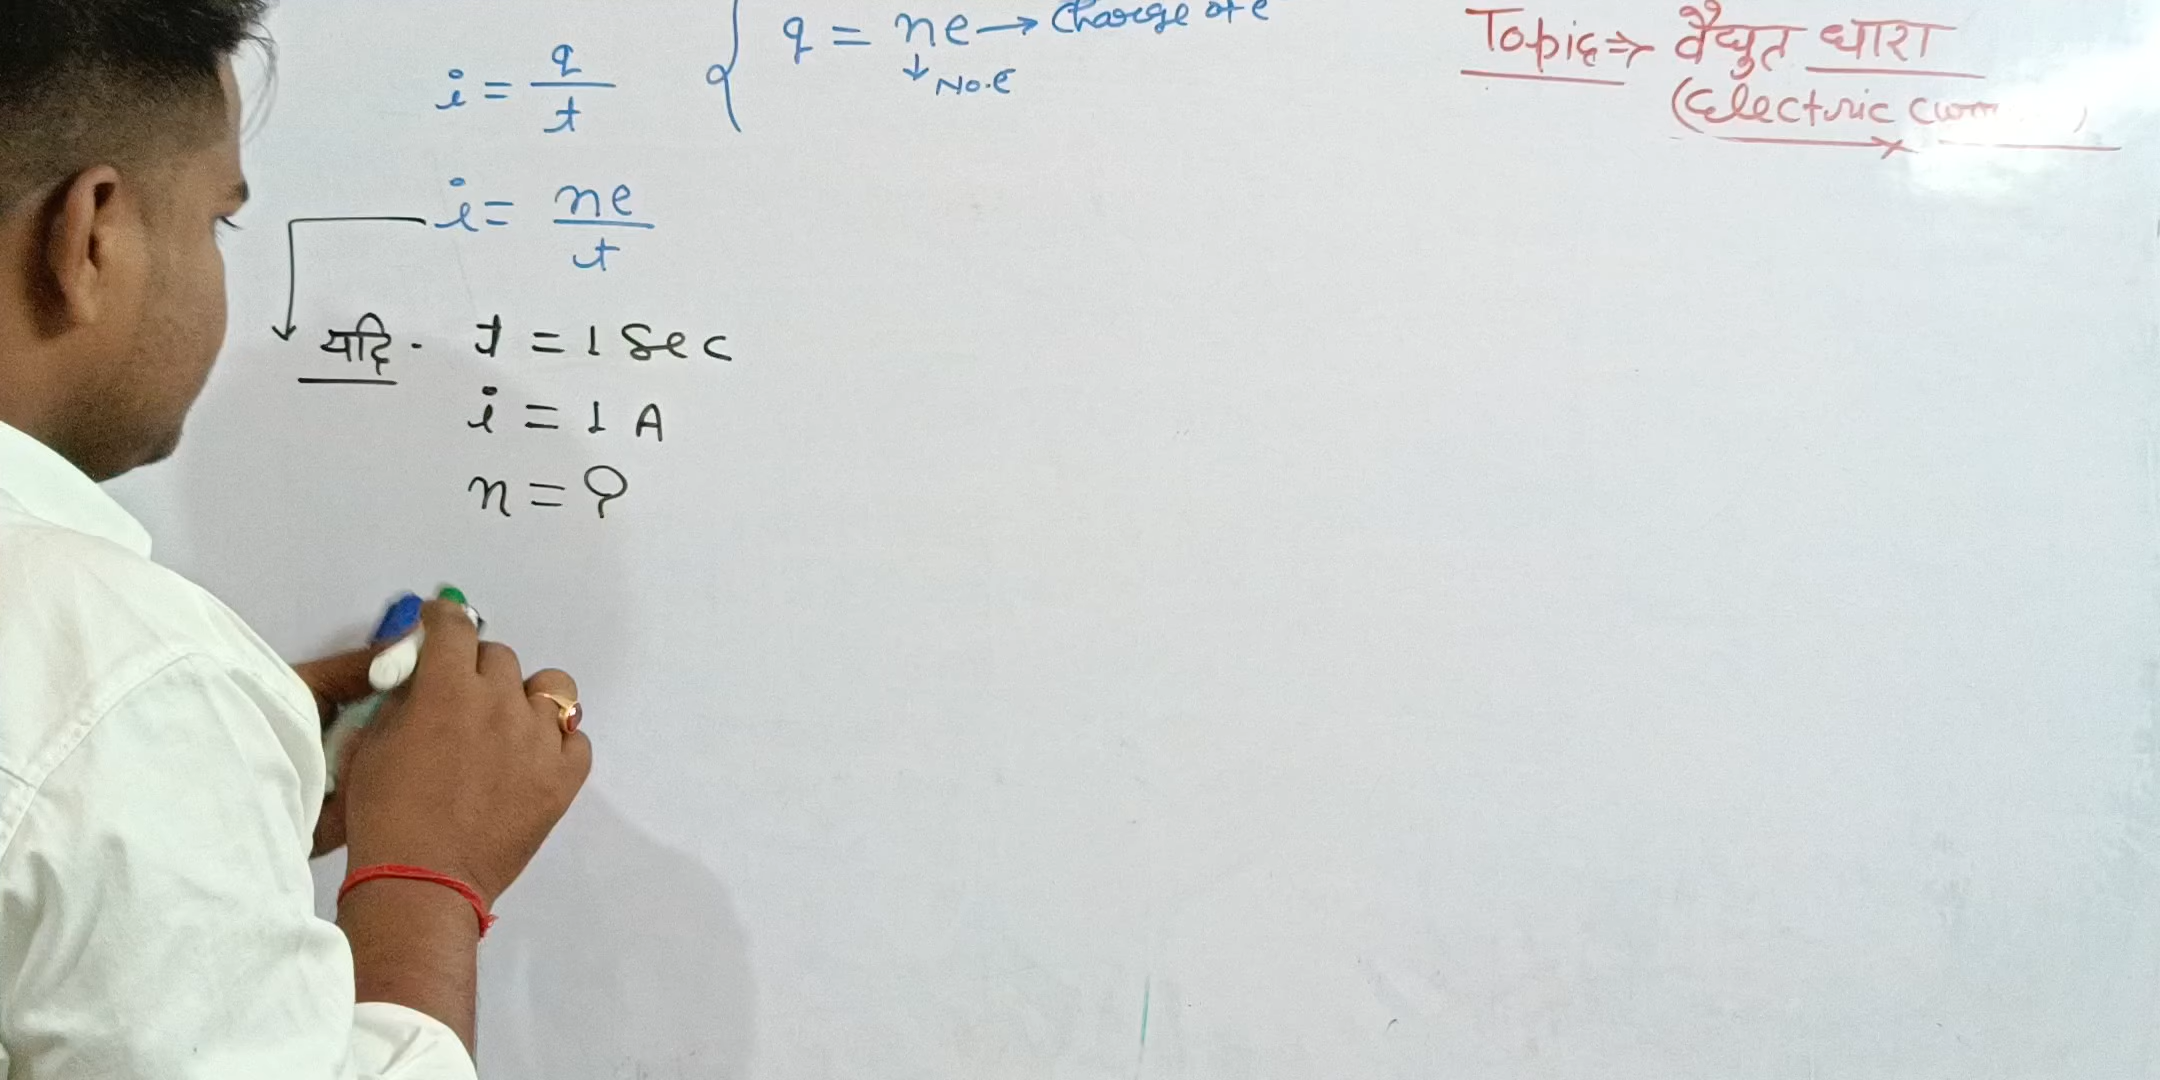 i = q/t
q = ne → Charge of e
↓ No. e
Topic ⇒ वैद्युत धारा
(Electric
i = ne/t
यदि - t = 1 Sec
i = 1 A
n = ?